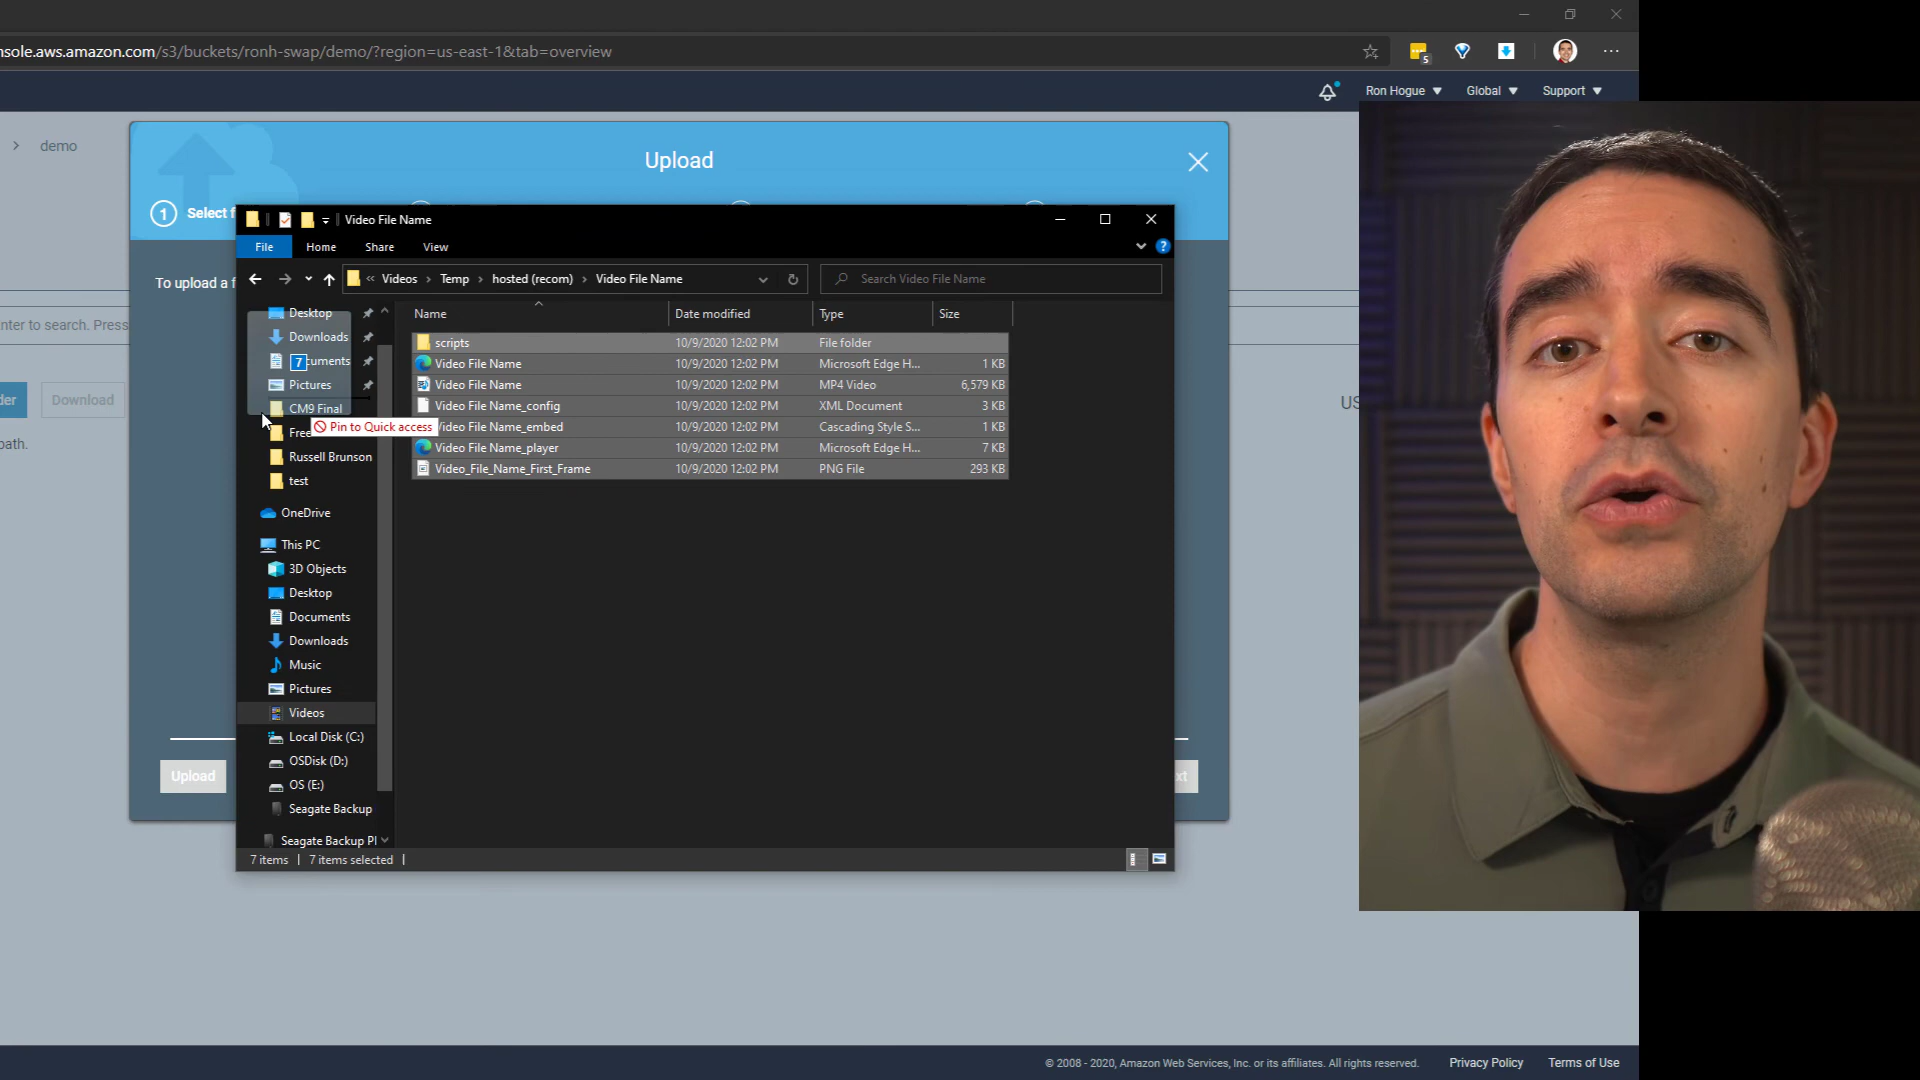 nsole.aws.amazon.com/s3/buckets/ronh-swap/demo/?region=us-east-1&tab=overview
5
Ron Hogue
Global
Support
demo
Upload
1
Select f
Video File Name
File
Home
Share
View
Videos
Temp
hosted (recom)
Video File Name
Search Video File Name
To upload a f
Name
Date modified
Type
Size
nter to search. Press
Desktop
Downloads
7
cuments
Pictures
CM9 Final
Free
Pin to Quick access
Russell Brunson
test
OneDrive
This PC
3D Objects
Desktop
Documents
Downloads
Music
Pictures
Videos
Local Disk (C:)
OSDisk (D:)
OS (E:)
Seagate Backup
Seagate Backup Pl
scripts 10/9/2020 12:02 PM File folder
Video File Name 10/9/2020 12:02 PM Microsoft Edge H... 1 KB
Video File Name 10/9/2020 12:02 PM MP4 Video 6,579 KB
Video File Name_config 10/9/2020 12:02 PM XML Document 3 KB
Video File Name_embed 10/9/2020 12:02 PM Cascading Style S... 1 KB
Video File Name_player 10/9/2020 12:02 PM Microsoft Edge H... 7 KB
Video_File_Name_First_Frame 10/9/2020 12:02 PM PNG File 293 KB
der
Download
US
path.
Upload
xt
7 items
7 items selected
© 2008 - 2020, Amazon Web Services, Inc. or its affiliates. All rights reserved.
Privacy Policy
Terms of Use